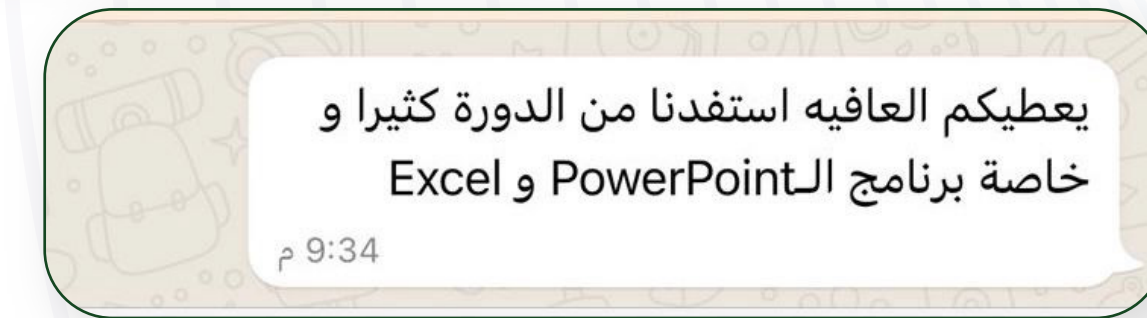 يعطيكم العافيه استفدنا من الدورة كثيرا و
خاصة برنامج الـPowerPoint و Excel
9:34 م